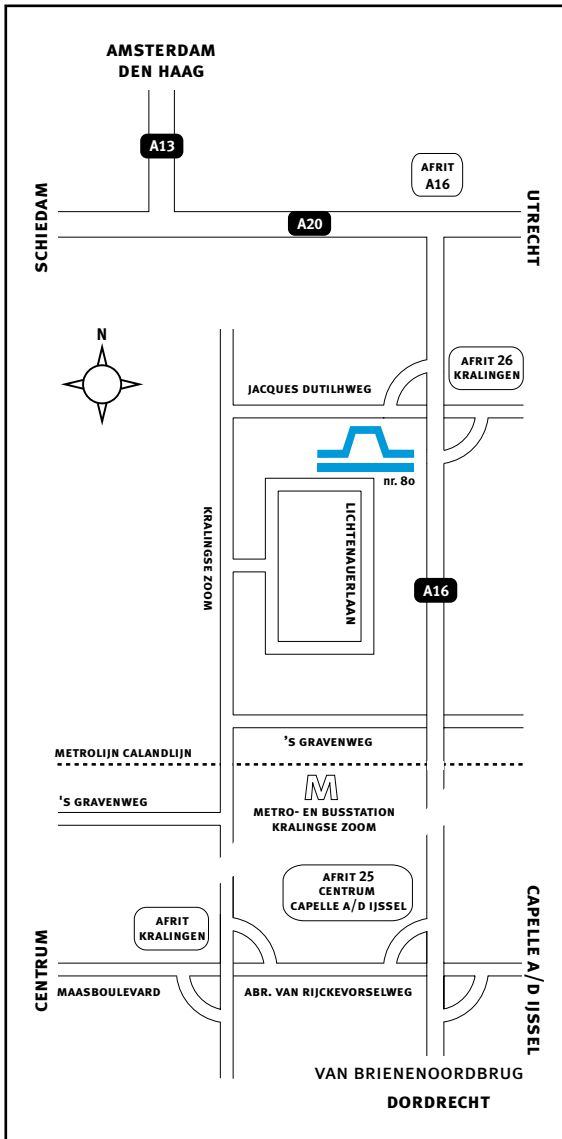 AMSTERDAM
DEN HAAG
A13
AFRIT
A16
SCHIEDAM
A20
UTRECHT
N
AFRIT 26
KRALINGEN
JACQUES DUTILHWEG
nr. 80
KRALINGSE ZOOM
LICHTENAUERLAAN
A16
'S GRAVENWEG
METROLIJN CALANDLIJN
M
'S GRAVENWEG
METRO- EN BUSSTATION
KRALINGSE ZOOM
AFRIT 25
CENTRUM
CAPELLE A/D IJSSEL
AFRIT
KRALINGEN
CENTRUM
CAPELLE A/D IJSSEL
MAASBOULEVARD
ABR. VAN RIJCKEVORSELWEG
VAN BRIENENOORDBRUG
DORDRECHT